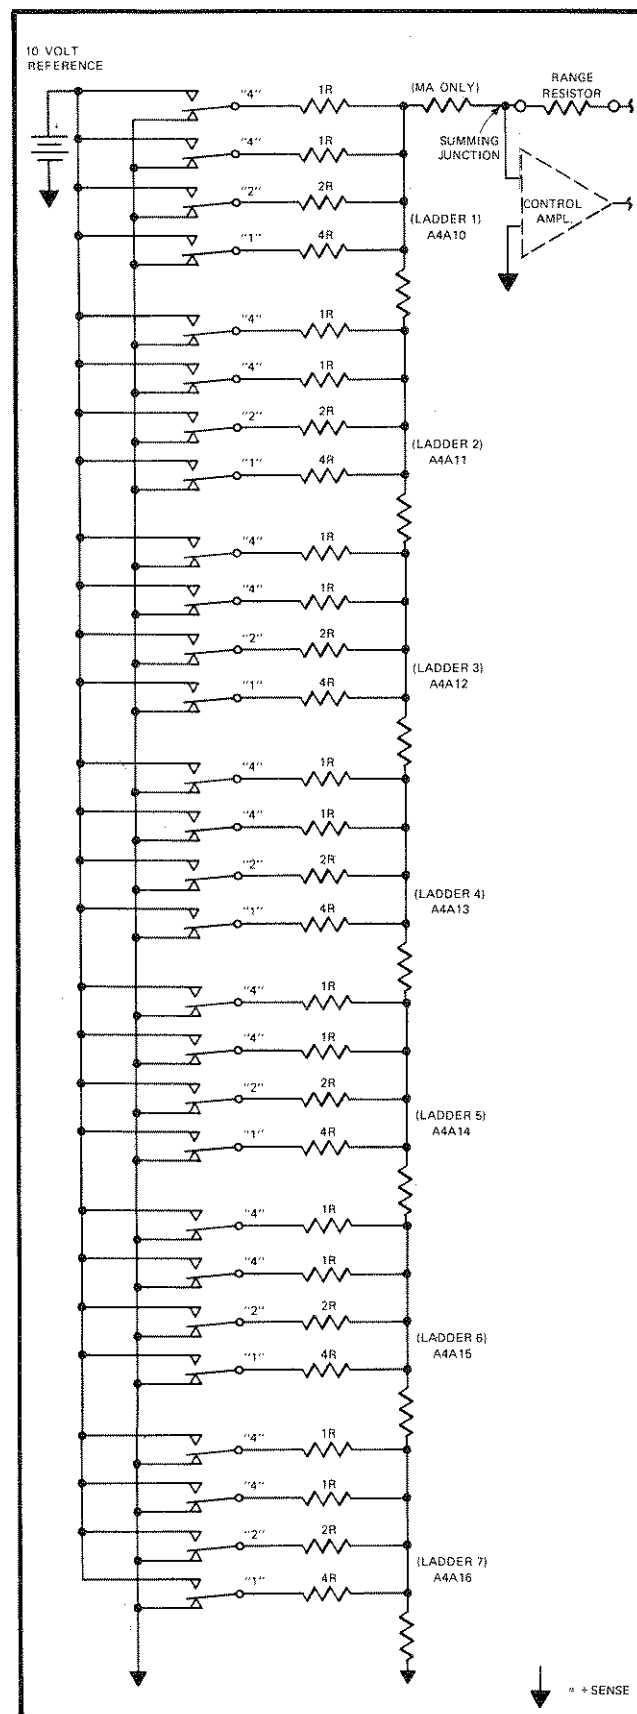 10 VOLT
REFERENCE
"4" 1R (MA ONLY) RANGE
RESISTOR
SUMMING
JUNCTION
"4" 1R
CONTROL
AMPL.
"2" 2R
(LADDER 1)
A4A10
"1" 4R
"4" 1R
"4" 1R
"2" 2R
(LADDER 2)
A4A11
"1" 4R
"4" 1R
"4" 1R
"2" 2R
(LADDER 3)
A4A12
"1" 4R
"4" 1R
"4" 1R
"2" 2R
(LADDER 4)
A4A13
"1" 4R
"4" 1R
"4" 1R
"2" 2R
(LADDER 5)
A4A14
"1" 4R
"4" 1R
"4" 1R
"2" 2R
(LADDER 6)
A4A15
"1" 4R
"4" 1R
"4" 1R
"2" 2R
(LADDER 7)
A4A16
"1" 4R
+ SENSE